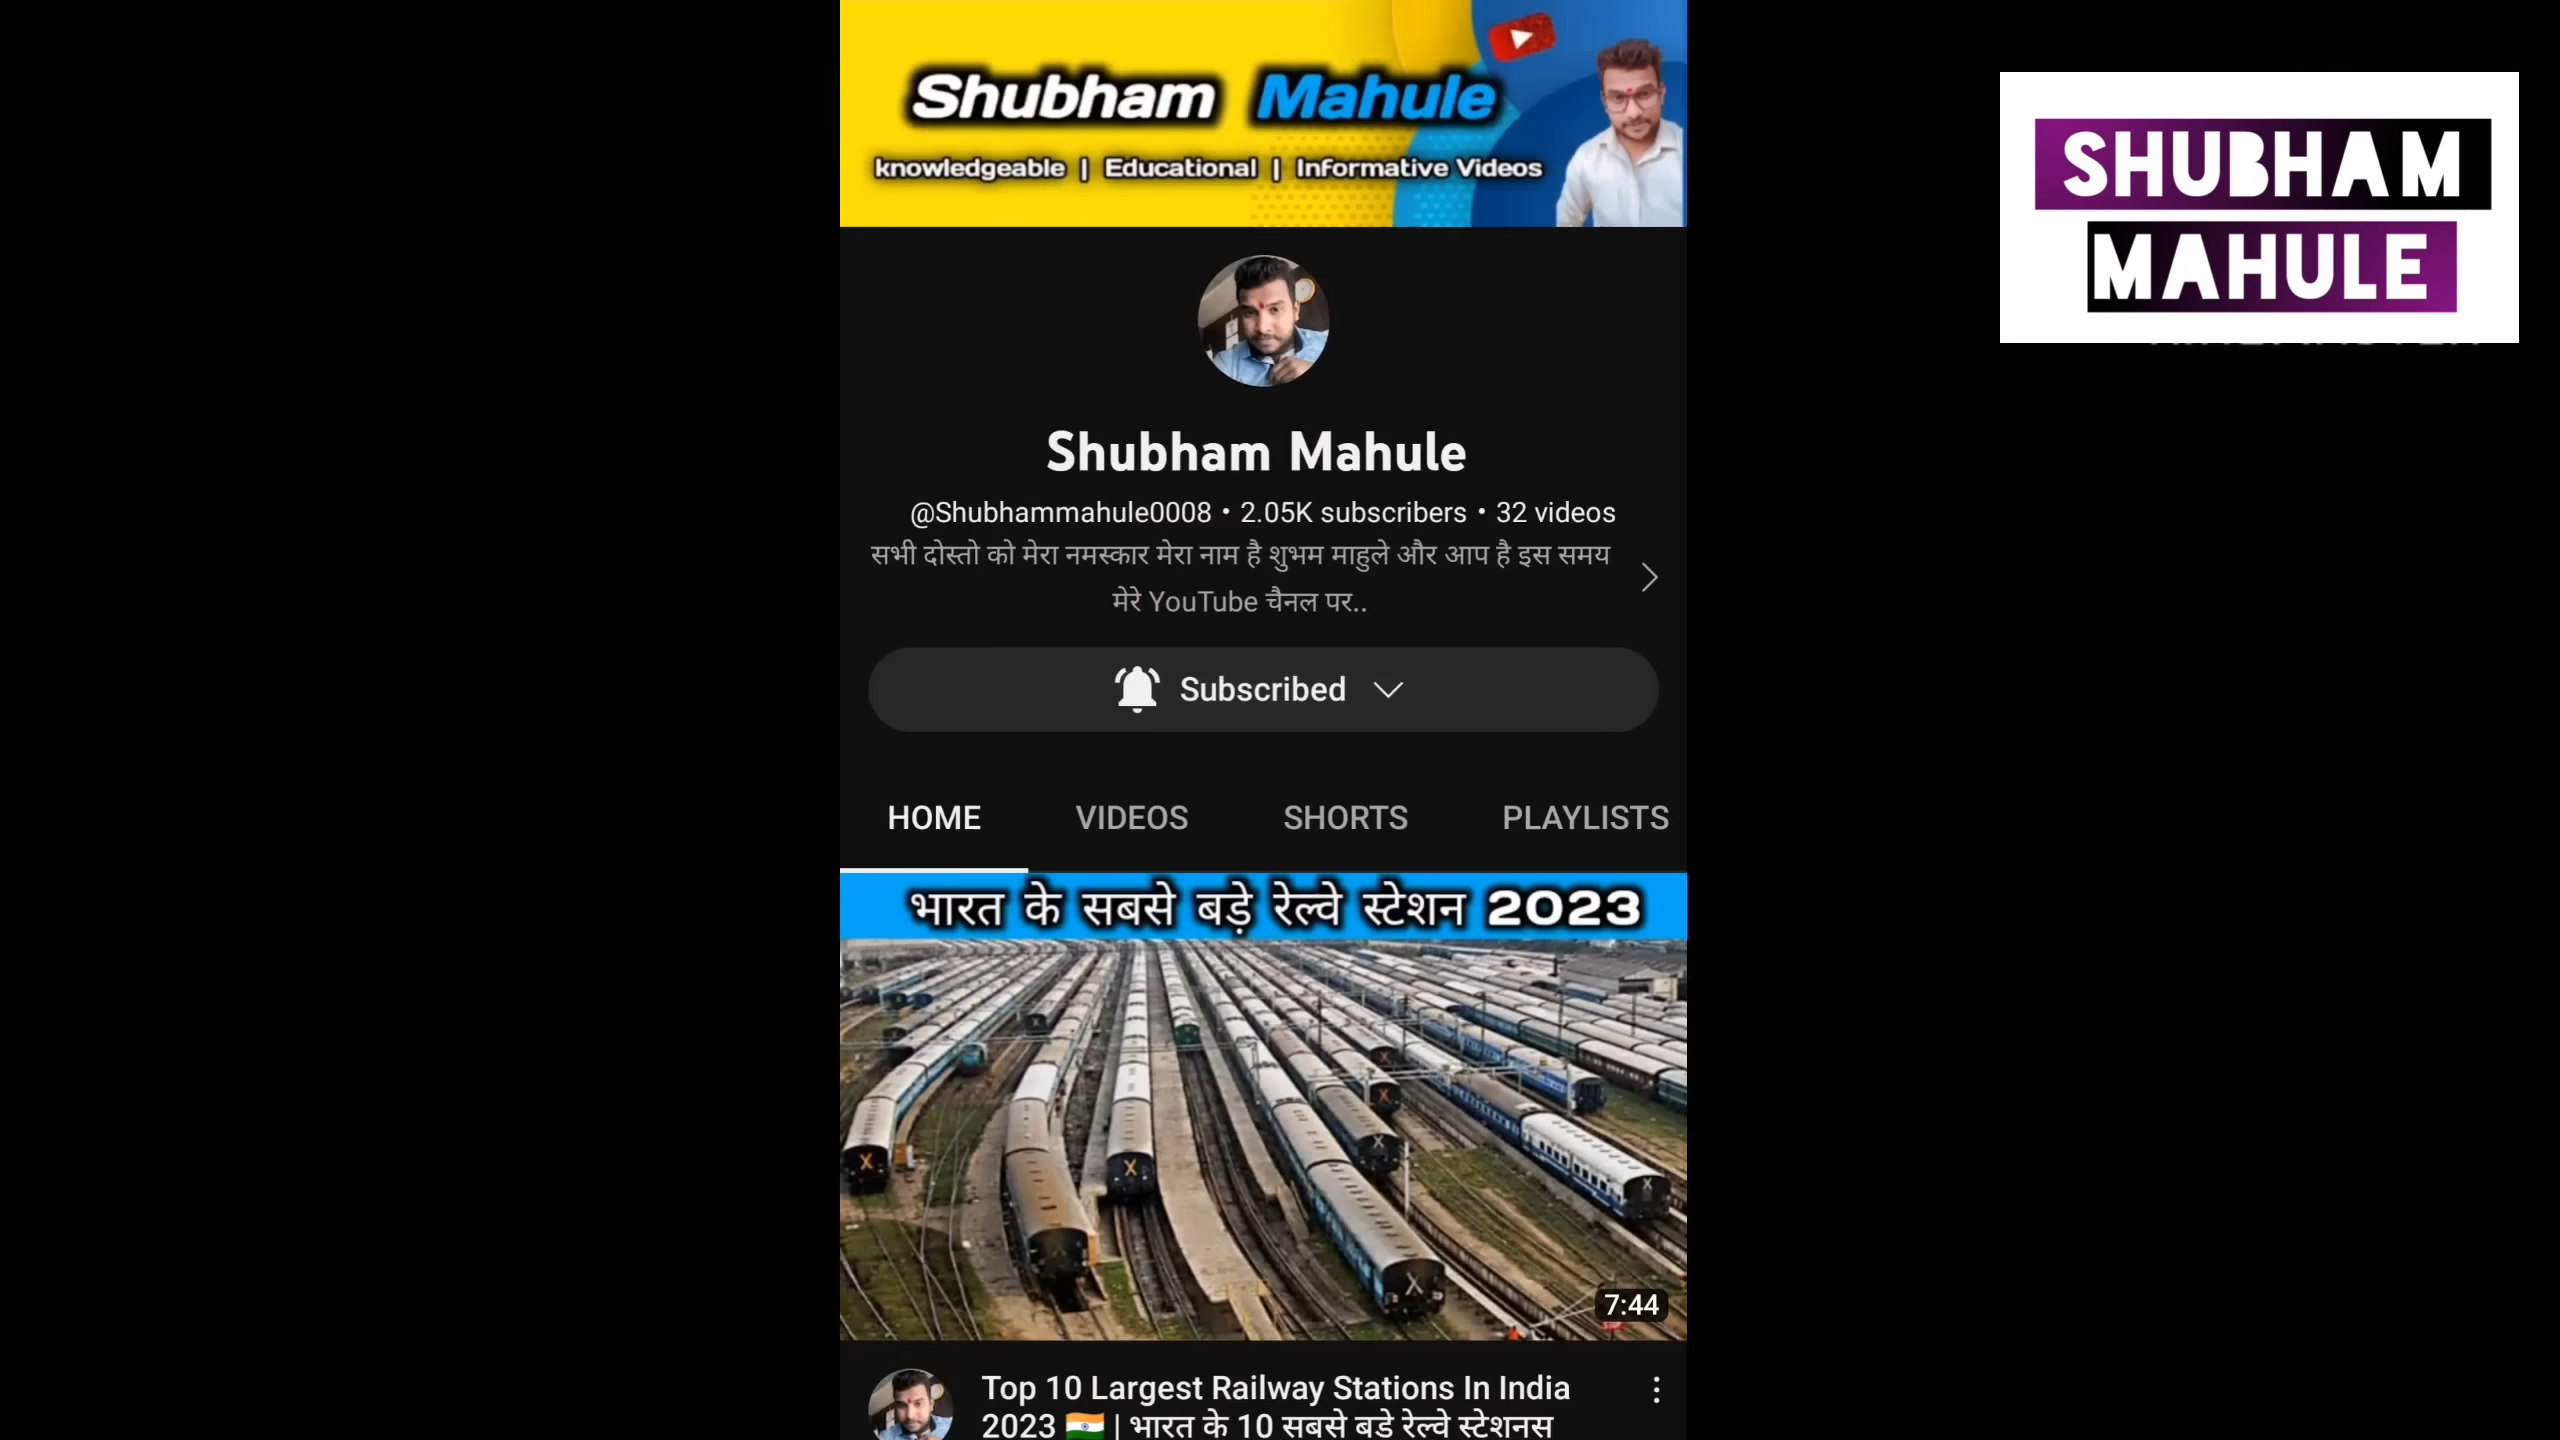 Shubham Mahule
knowledgeable | Educational | Informative Videos
SHUBHAM
MAHULE
Shubham Mahule
@Shubhammahule0008 • 2.05K subscribers • 32 videos
सभी दोस्तो को मेरा नमस्कार मेरा नाम है शुभम माहुले और आप है इस समय
मेरे YouTube चैनल पर..
Subscribed
HOME VIDEOS SHORTS PLAYLISTS
भारत के सबसे बड़े रेल्वे स्टेशन 2023
7:44
Top 10 Largest Railway Stations In India
2023 🇮🇳 | भारत के 10 सबसे बडे रेल्वे स्टेशनस